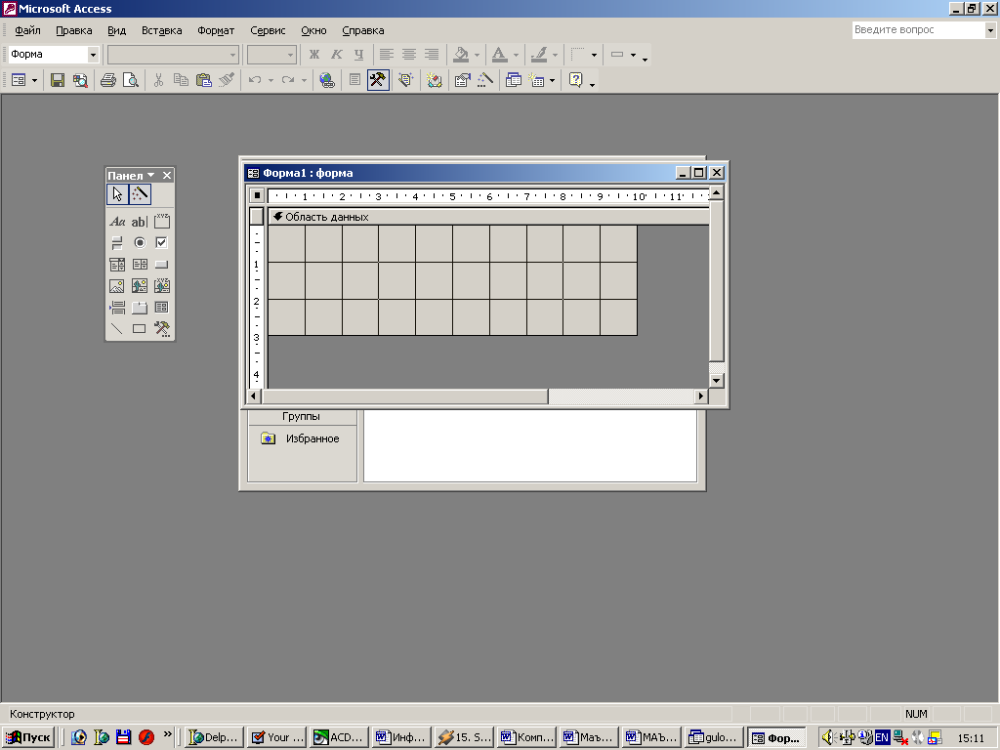 Microsoft Access
Файл Правка Вид Вставка Формат Сервис Окно Справка Введите вопрос
Форма Ж К Ч
Панел
Форма1 : форма
1 2 3 4 5 6 7 8 9 10 11
Область данных
Aa ab|
1
2
3
4
Группы
Избранное
Конструктор NUM
Пуск Delp... Your ... ACD... Инф... 15. S... Комп... Маъ... МАЪ... gulo... Фор... EN 15:11